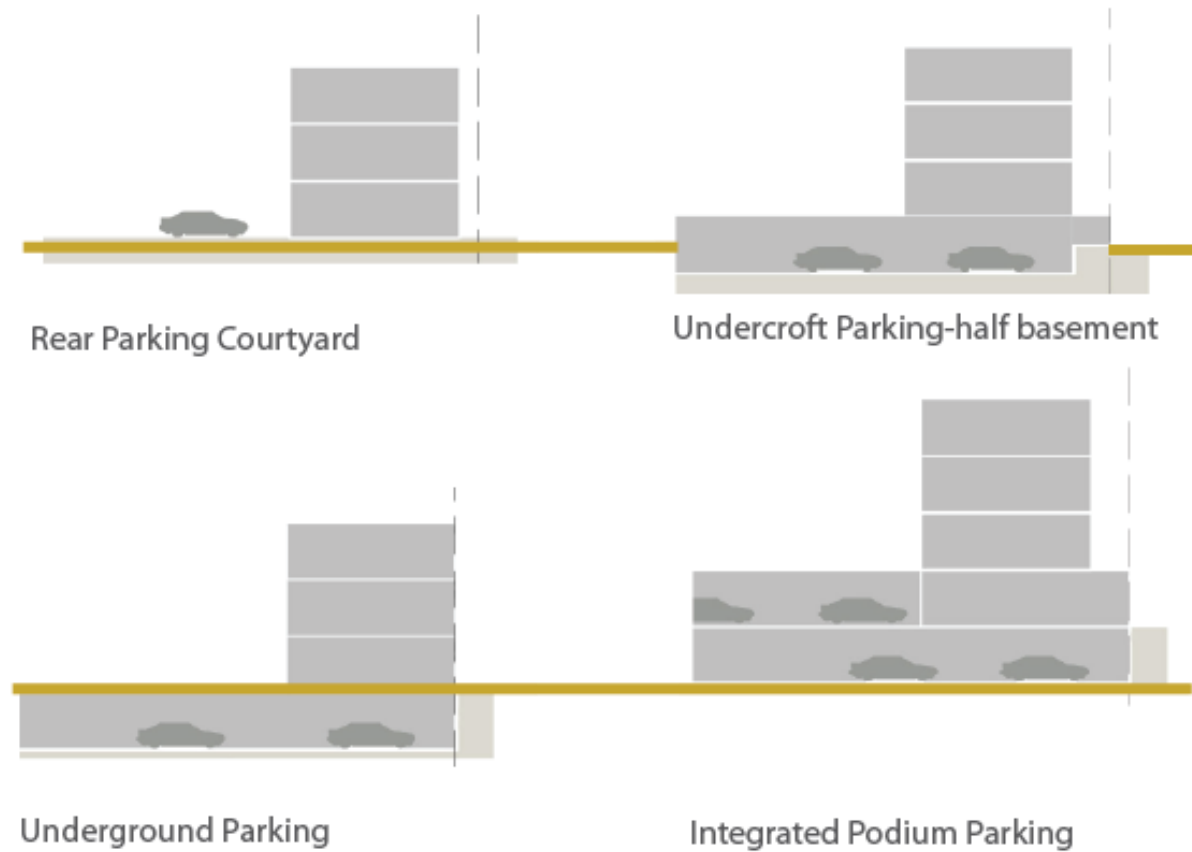 Rear Parking Courtyard
Undercroft Parking-half basement
Underground Parking
Integrated Podium Parking